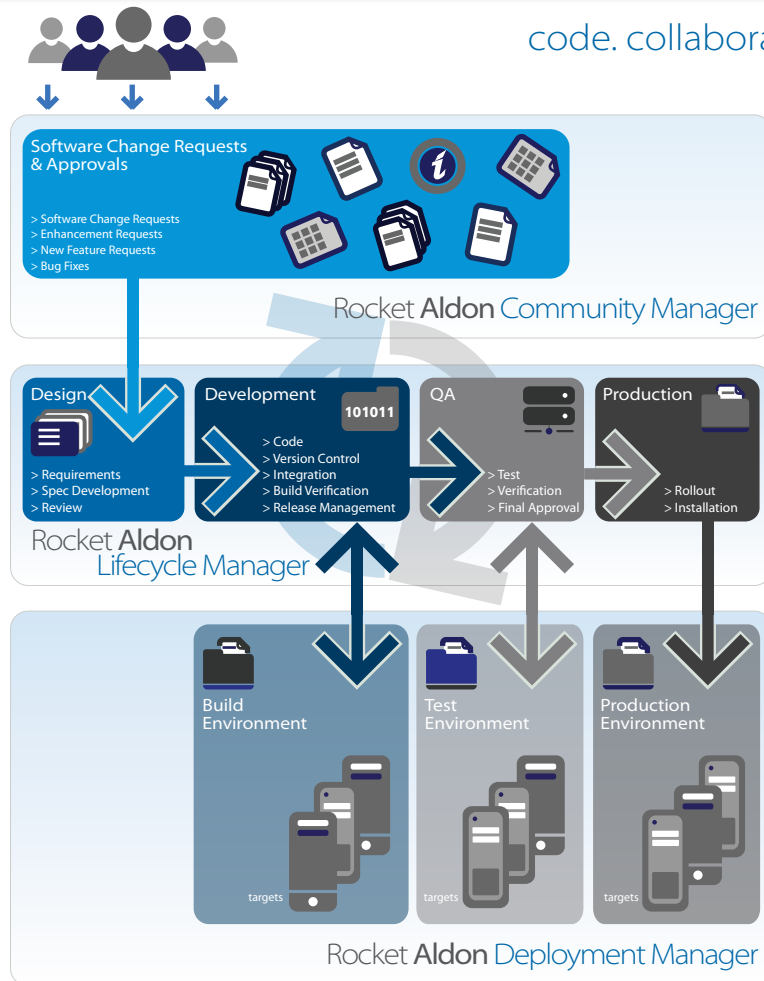 code. collabora
Software Change Requests
& Approvals
> Software Change Requests
> Enhancement Requests
> New Feature Requests
> Bug Fixes
Rocket Aldon Community Manager
Design
> Requirements
> Spec Development
> Review
Development
101011
> Code
> Version Control
> Integration
> Build Verification
> Release Management
QA
> Test
> Verification
> Final Approval
Production
> Rollout
> Installation
Rocket Aldon
Lifecycle Manager
Build
Environment
targets
Test
Environment
targets
Production
Environment
targets
Rocket Aldon Deployment Manager